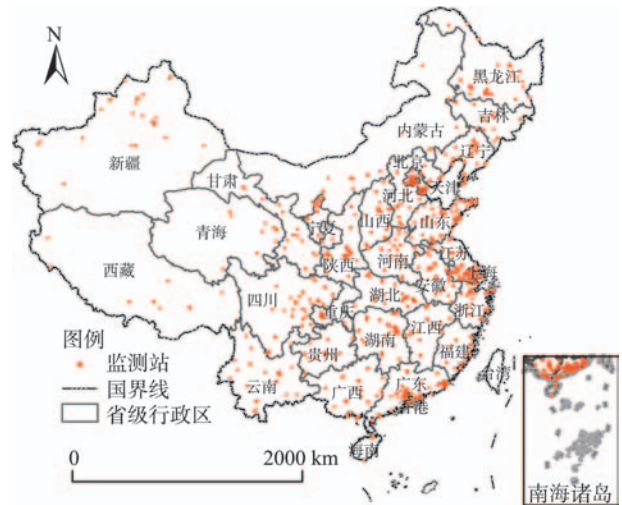 N
黑龙江
吉林
内蒙古
辽宁
新疆
北京
甘肃
天津
河北
宁夏
山西
山东
青海
陕西
河南
江苏
西藏
安徽
上海
四川
湖北
重庆
浙江
图例
湖南
江西
监测站
贵州
福建
国界线
云南
广西
广东
台湾
省级行政区
香港
0
2000 km
海南
南海诸岛